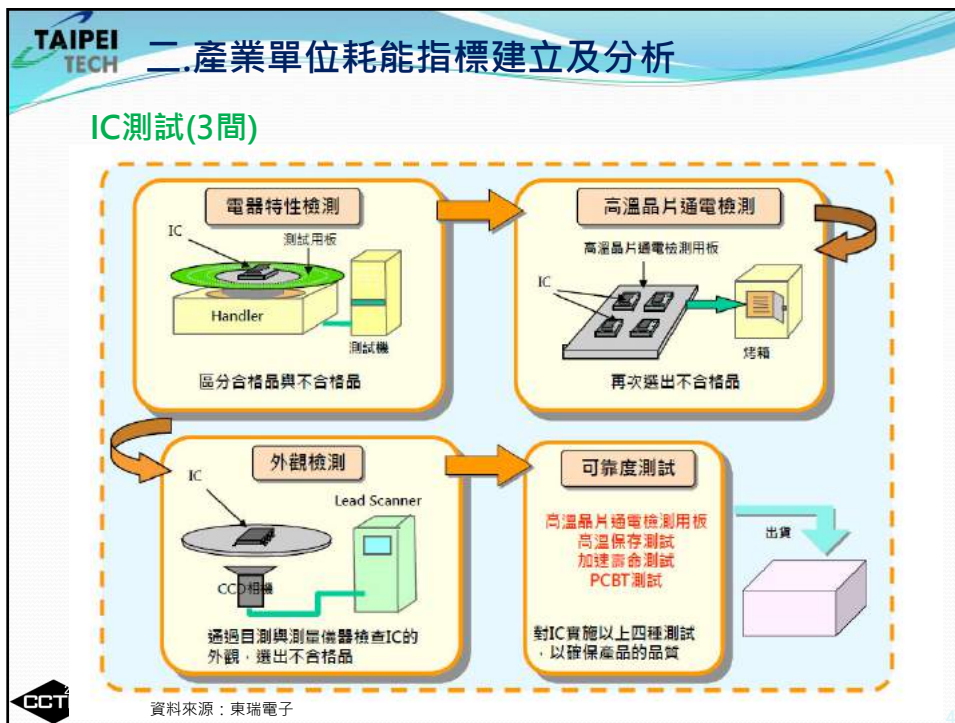 TAIPEI
TECH
二.產業單位耗能指標建立及分析
IC測試(3間)
電器特性檢測
IC
測試用板
Handler
測試機
區分合格品與不合格品
高溫晶片通電檢測
高溫晶片通電檢測用板
IC
烤箱
再次選出不合格品
外觀檢測
IC
Lead Scanner
CCD相機
通過目測與測量儀器檢查IC的
外觀，選出不合格品
可靠度測試
高溫晶片通電檢測用板
高溫保存測試
加速壽命測試
PCBT測試
對IC實施以上四種測試
，以確保產品的品質
出貨
CCT
資料來源：東瑞電子
4